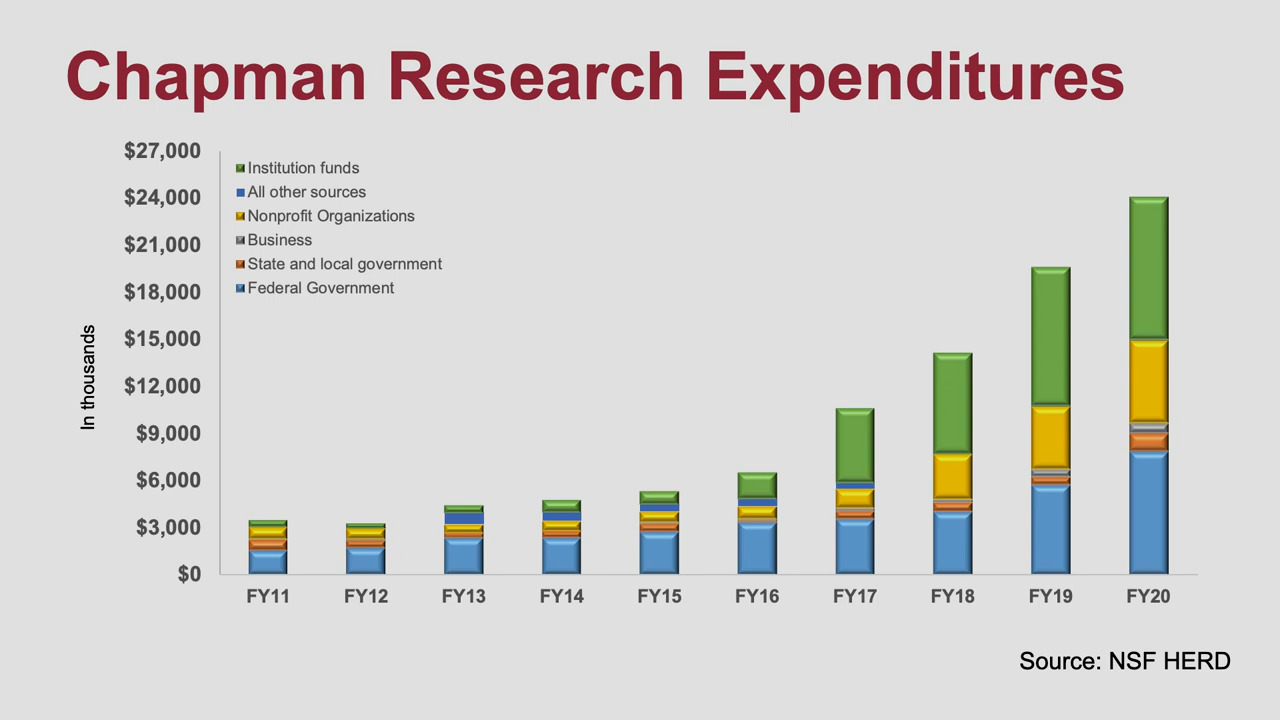 Chapman Research Expenditures
$27,000
$24,000
$21,000
$18,000
$15,000
$12,000
$9,000
$6,000
$3,000
$0
In thousands
Institution funds
All other sources
Nonprofit Organizations
Business
State and local government
Federal Government
FY11 FY12 FY13 FY14 FY15 FY16 FY17 FY18 FY19 FY20
Source: NSF HERD